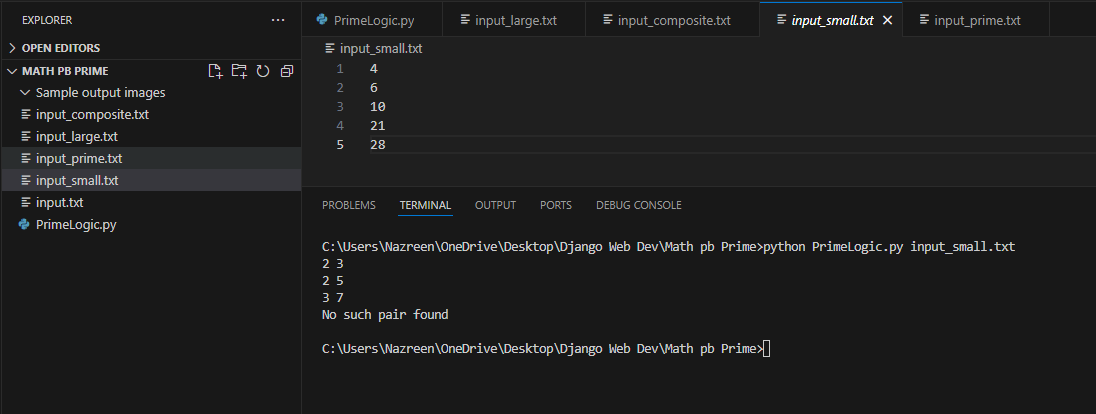 EXPLORER
OPEN EDITORS
MATH PB PRIME
Sample output images
input_composite.txt
input_large.txt
input_prime.txt
input_small.txt
input.txt
PrimeLogic.py
PrimeLogic.py input_large.txt input_composite.txt input_small.txt input_prime.txt
input_small.txt
1 4
2 6
3 10
4 21
5 28
PROBLEMS TERMINAL OUTPUT PORTS DEBUG CONSOLE
C:\Users\Nazreen\OneDrive\Desktop\Django Web Dev\Math pb Prime>python PrimeLogic.py input_small.txt
2 3
2 5
3 7
No such pair found
C:\Users\Nazreen\OneDrive\Desktop\Django Web Dev\Math pb Prime>